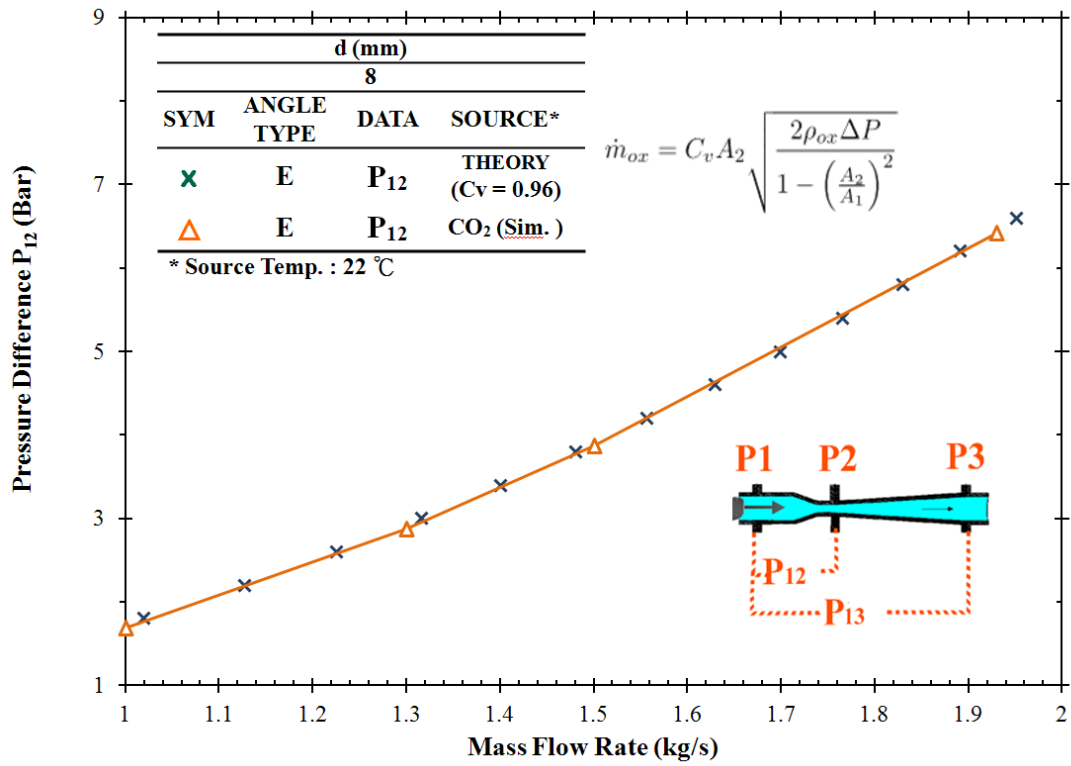 9
7
5
3
1
Pressure Difference P12 (Bar)
d (mm)
8
SYM ANGLE TYPE DATA SOURCE*
E P12 THEORY (Cv = 0.96)
E P12 CO2 (Sim. )
* Source Temp. : 22 ℃
ṁox = CvA2√(2ρoxΔP / (1 − (A2/A1)²))
P1 P2 P3
P12
P13
1 1.1 1.2 1.3 1.4 1.5 1.6 1.7 1.8 1.9 2
Mass Flow Rate (kg/s)